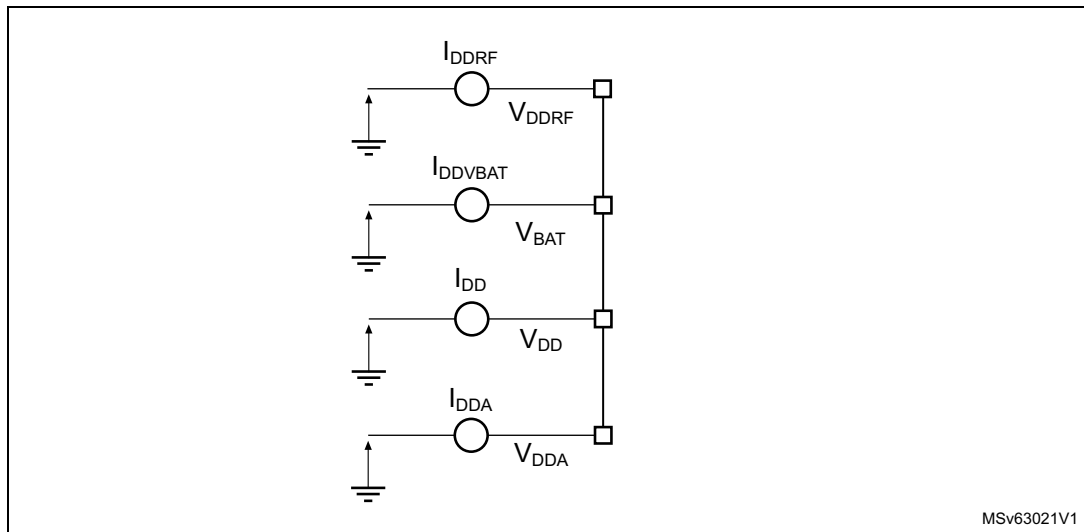 IDDRF
VDDRF
IDDVBAT
VBAT
IDD
VDD
IDDA
VDDA
MSv63021V1